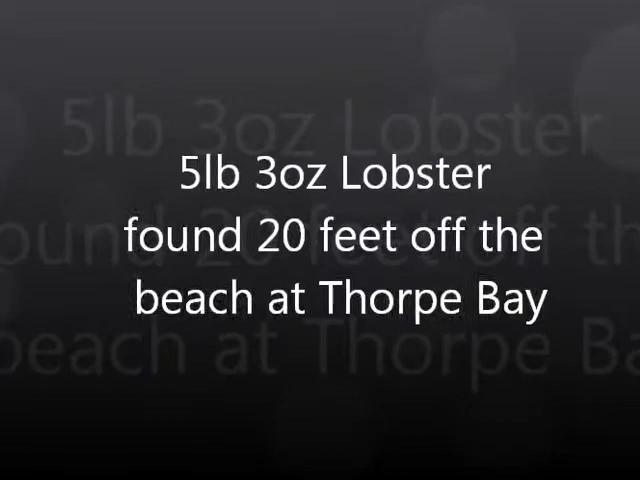 5lb 3oz Lobster
found 20 feet off the
beach at Thorpe Bay